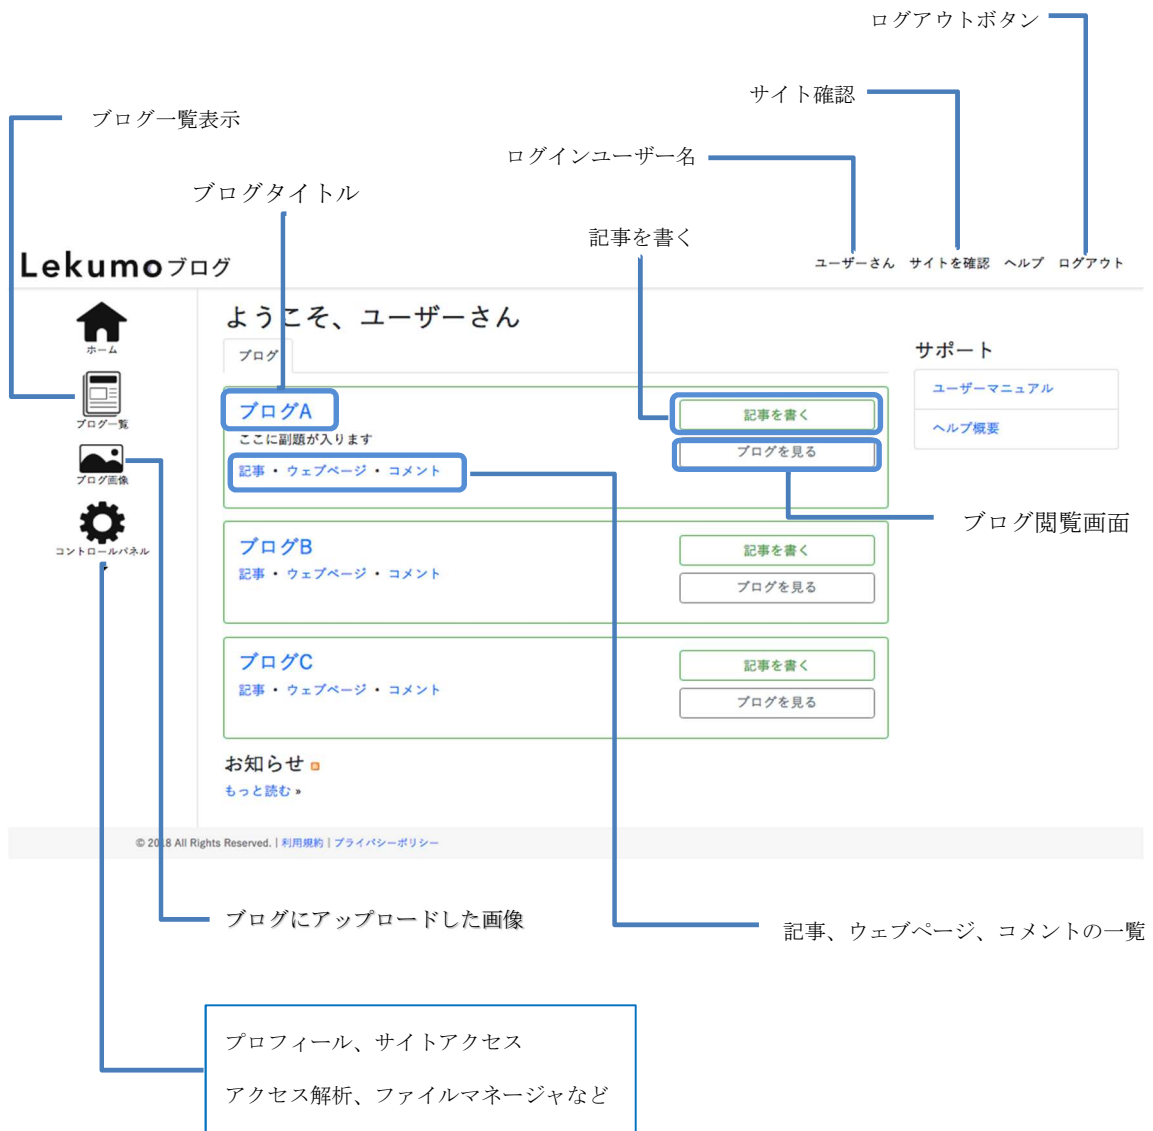 ログアウトボタン
サイト確認
ブログ一覧表示
ログインユーザー名
ブログタイトル
記事を書く
Lekumoブログ
ユーザーさん サイトを確認 ヘルプ ログアウト
ホーム
ブログ一覧
ブログ画像
コントロールパネル
ようこそ、ユーザーさん
ブログ
ブログA
ここに副題が入ります
記事 • ウェブページ • コメント
記事を書く
ブログを見る
ブログB
記事 • ウェブページ • コメント
記事を書く
ブログを見る
ブログC
記事 • ウェブページ • コメント
記事を書く
ブログを見る
お知らせ
もっと読む »
サポート
ユーザーマニュアル
ヘルプ概要
ブログ閲覧画面
© 2018 All Rights Reserved. | 利用規約 | プライバシーポリシー
ブログにアップロードした画像
記事、ウェブページ、コメントの一覧
プロフィール、サイトアクセス
アクセス解析、ファイルマネージャなど